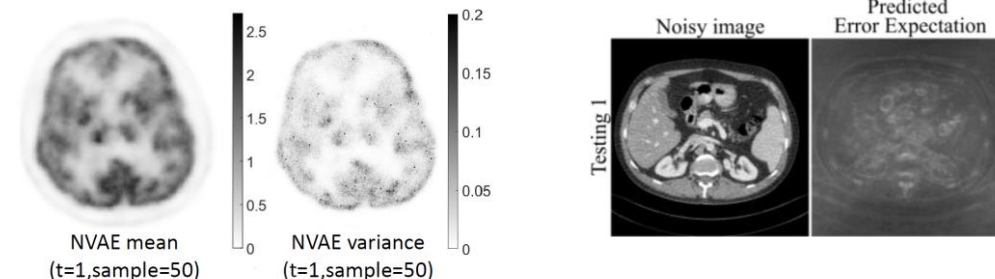 2.5
2
1.5
1
0.5
0
0.2
0.15
0.1
0.05
0
NVAE mean
(t=1,sample=50)
NVAE variance
(t=1,sample=50)
Noisy image
Predicted
Error Expectation
Testing 1